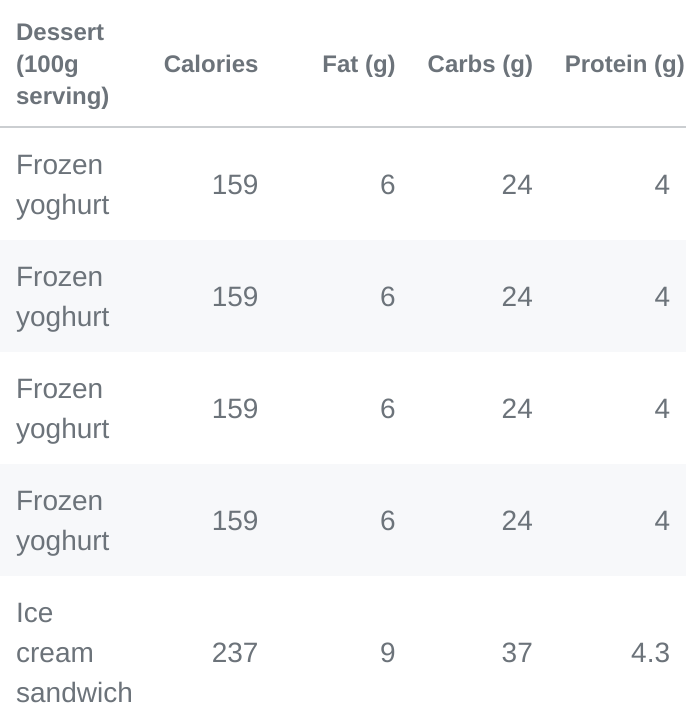 Dessert (100g serving) Calories Fat (g) Carbs (g) Protein (g)
Frozen yoghurt 159 6 24 4
Frozen yoghurt 159 6 24 4
Frozen yoghurt 159 6 24 4
Frozen yoghurt 159 6 24 4
Ice cream sandwich 237 9 37 4.3